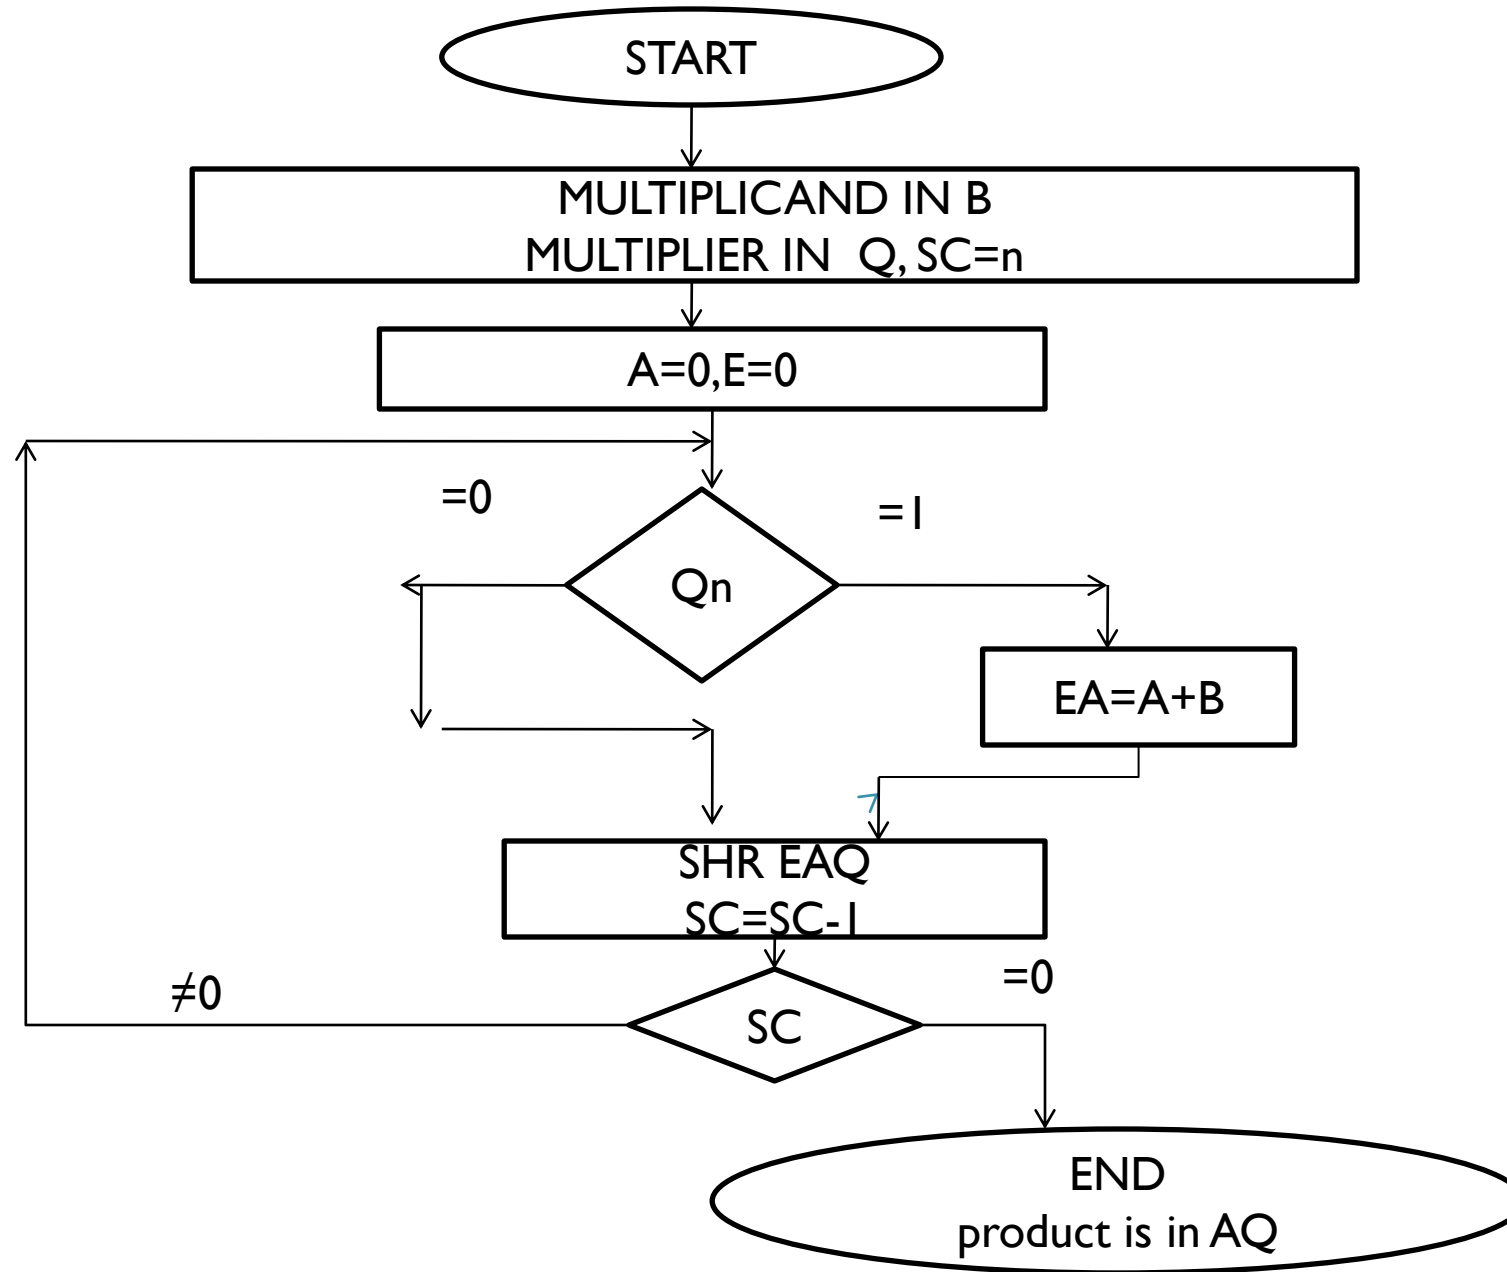 START
MULTIPLICAND IN B
MULTIPLIER IN Q, SC=n
A=0,E=0
=0
=1
Qn
EA=A+B
SHR EAQ
SC=SC-1
≠0
=0
SC
END
product is in AQ